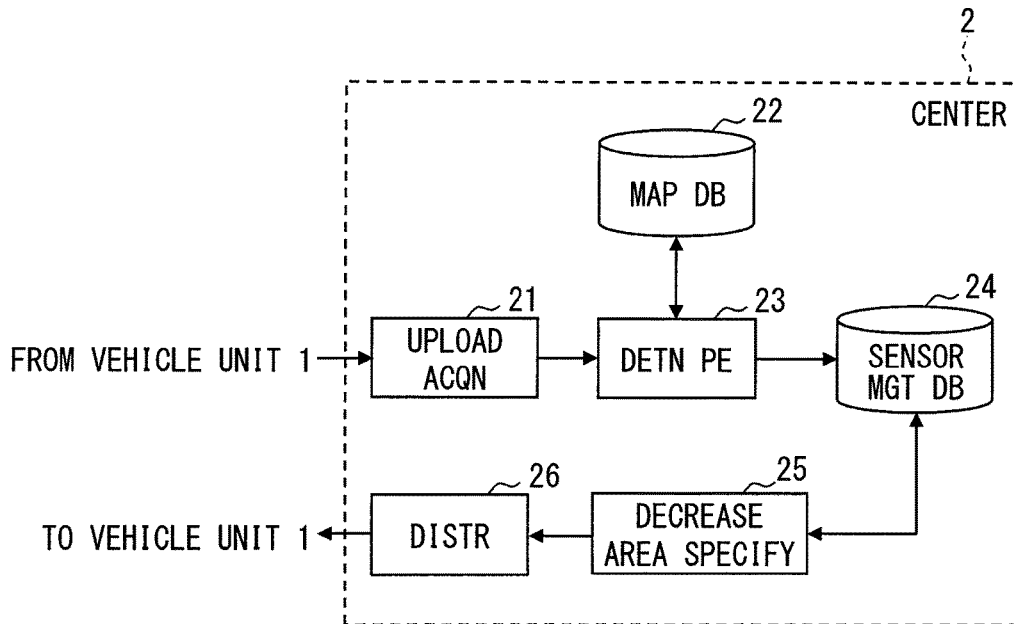 2
CENTER
22
MAP DB
21
23
24
FROM VEHICLE UNIT 1
UPLOAD
ACQN
DETN PE
SENSOR
MGT DB
26
25
TO VEHICLE UNIT 1
DISTR
DECREASE
AREA SPECIFY